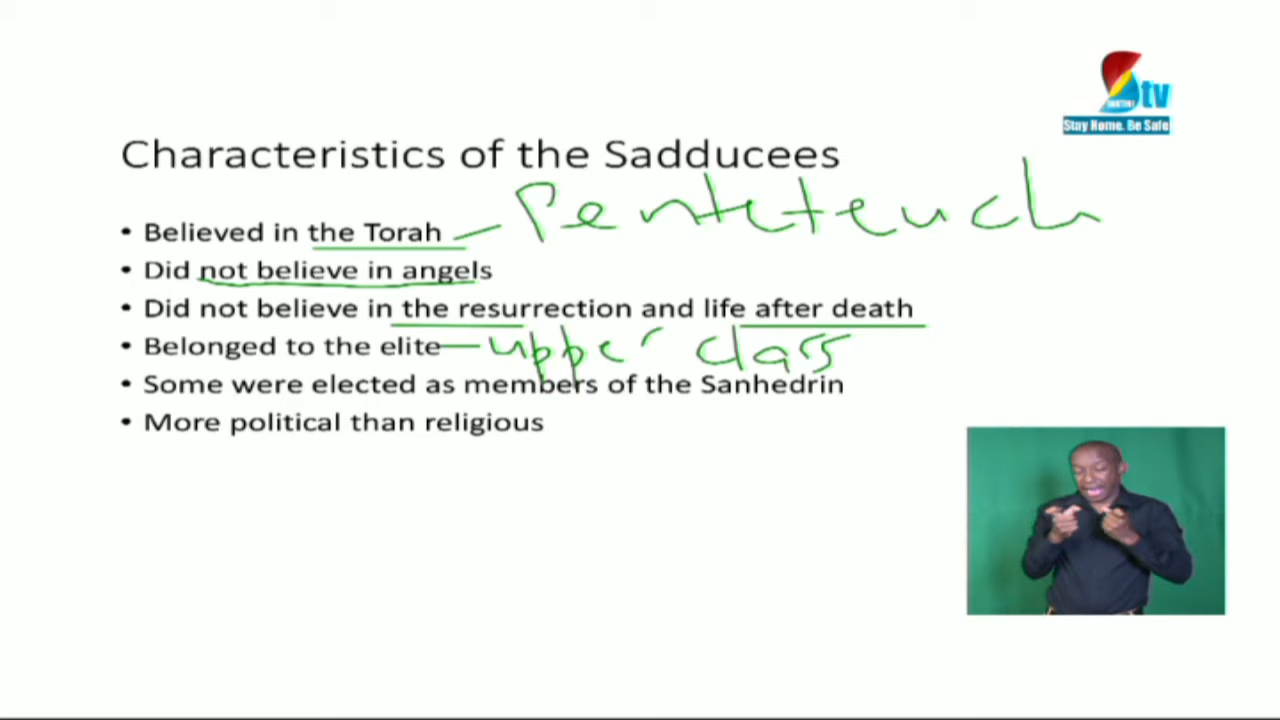 tv
Stay Home. Be Safe
Characteristics of the Sadducees
• Believed in the Torah – Penteteuch
• Did not believe in angels
• Did not believe in the resurrection and life after death
• Belonged to the elite – upper class
• Some were elected as members of the Sanhedrin
• More political than religious